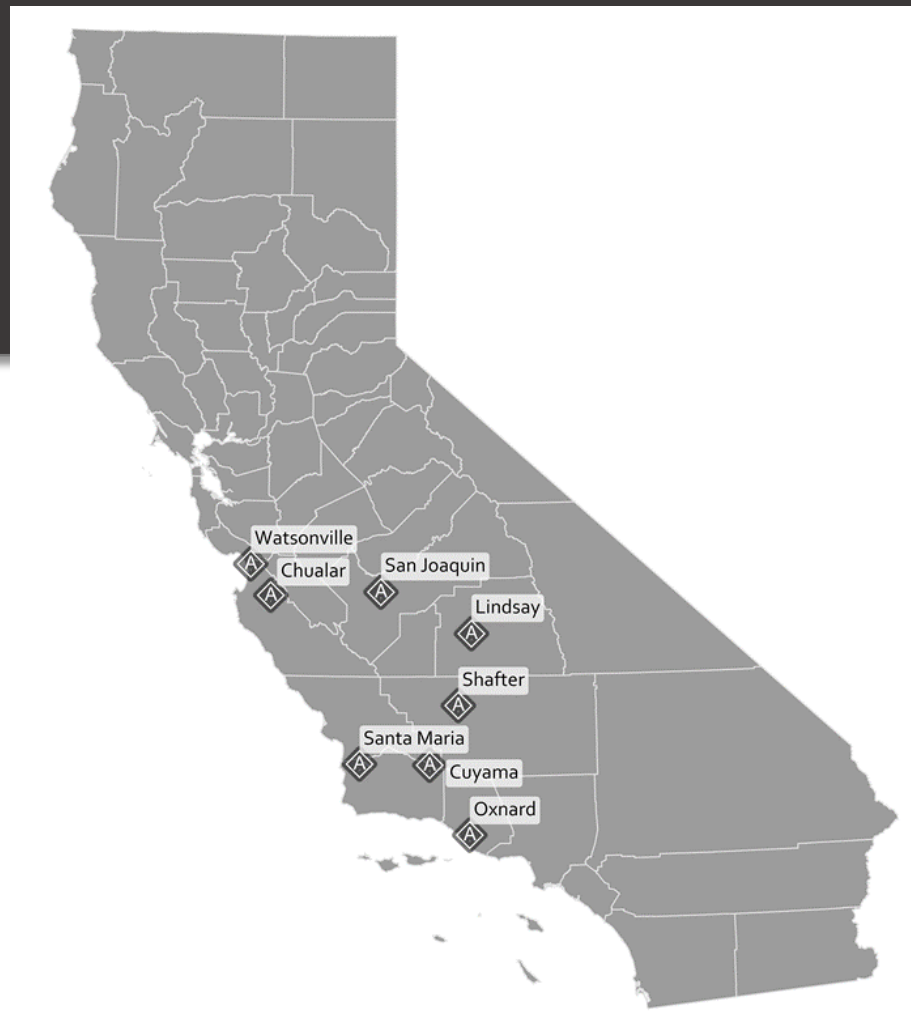 Watsonville
A
Chualar
A
San Joaquin
A
Lindsay
A
Shafter
A
Santa Maria
A
A
Cuyama
Oxnard
A